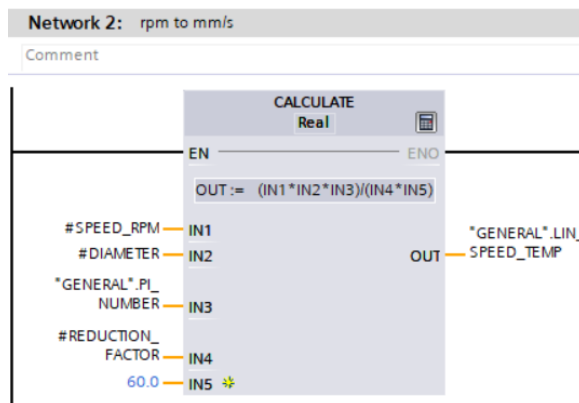 Network 2: rpm to mm/s
Comment
CALCULATE
Real
EN ENO
OUT := (IN1*IN2*IN3)/(IN4*IN5)
#SPEED_RPM IN1
#DIAMETER IN2
"GENERAL".LIN_
OUT SPEED_TEMP
"GENERAL".PI_
NUMBER IN3
#REDUCTION_
FACTOR IN4
60.0 IN5